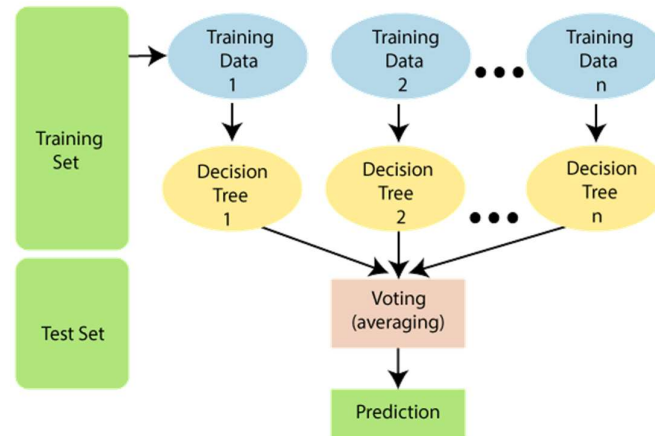 Training
Set
Test Set
Training
Data
1
Training
Data
2
Training
Data
n
Decision
Tree
1
Decision
Tree
2
Decision
Tree
n
Voting
(averaging)
Prediction